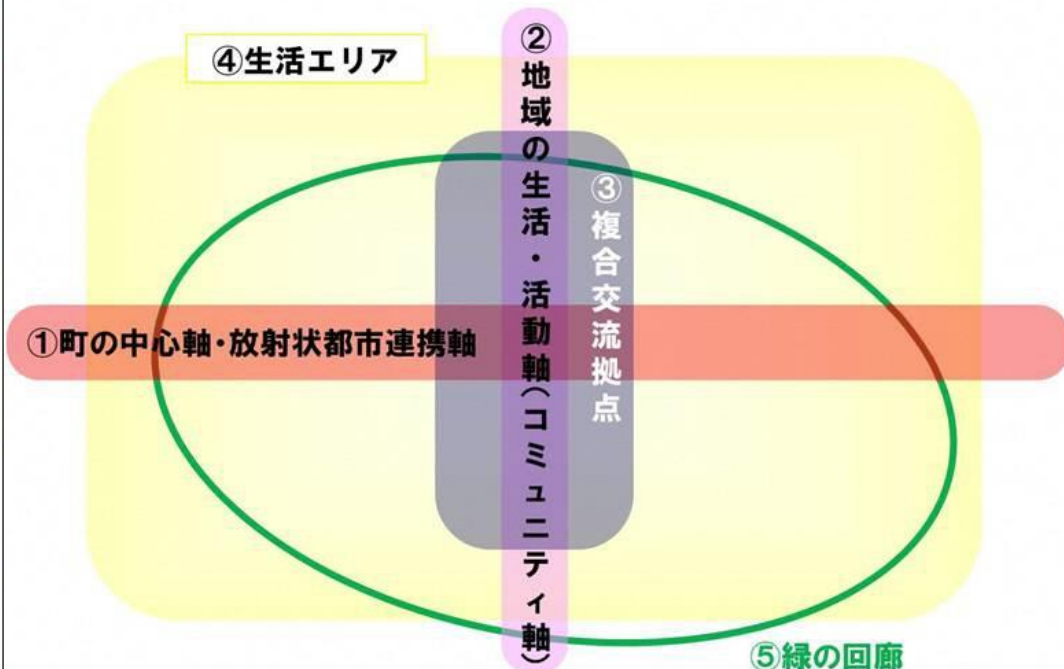 ④生活エリア
②地域の生活・活動軸(コミュニティ軸)
③複合交流拠点
①町の中心軸・放射状都市連携軸
⑤緑の回廊